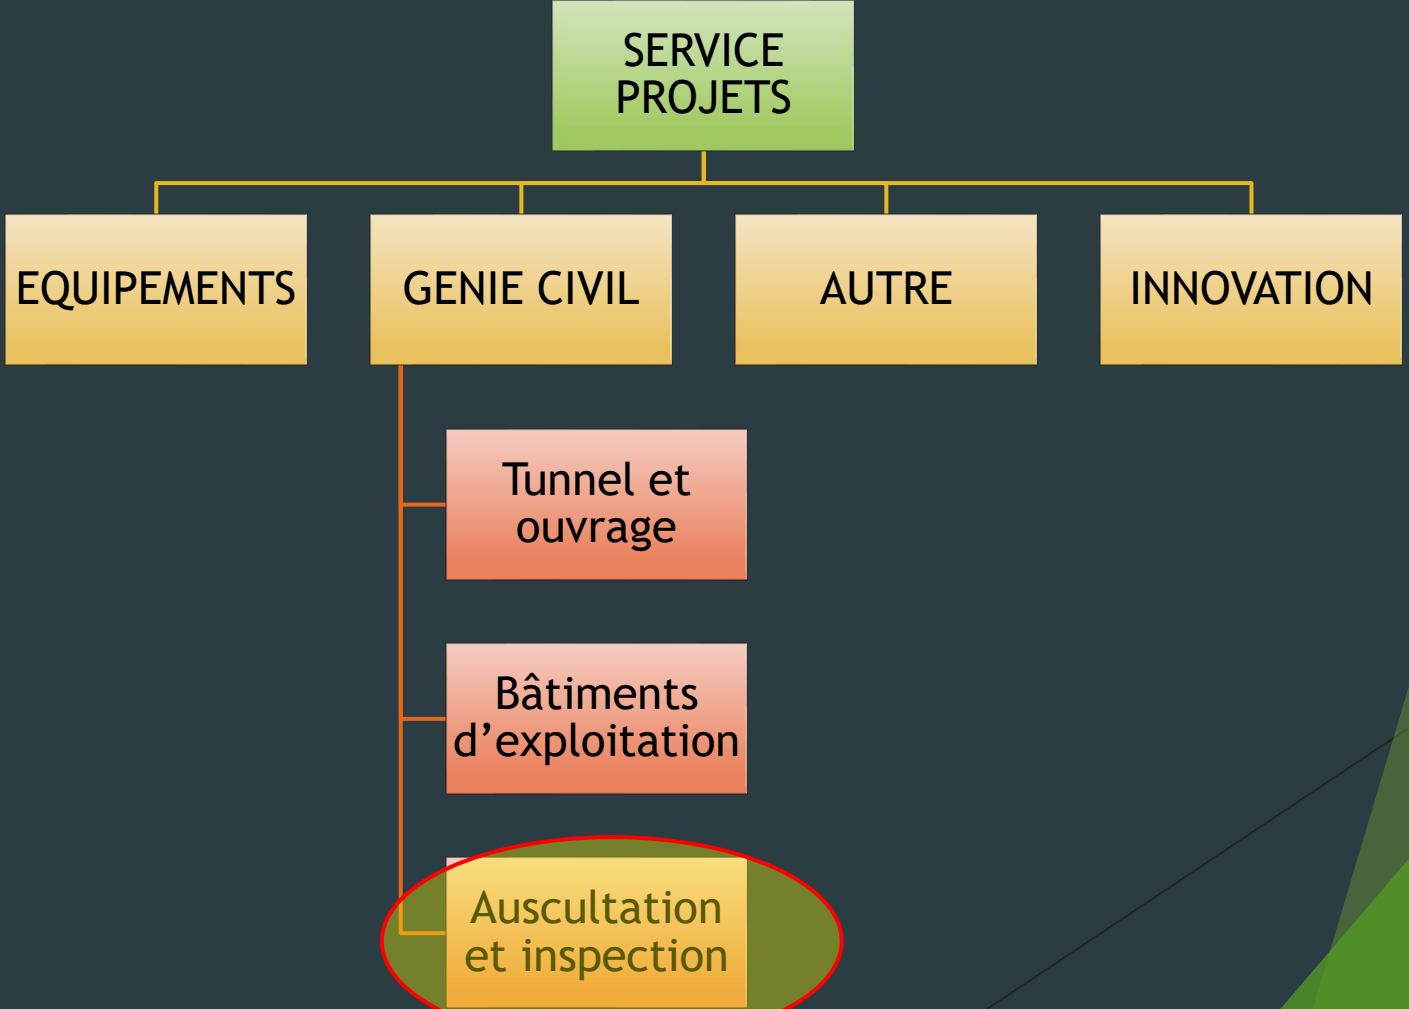 SERVICE
PROJETS
EQUIPEMENTS
GENIE CIVIL
AUTRE
INNOVATION
Tunnel et
ouvrage
Bâtiments
d’exploitation
Auscultation
et inspection